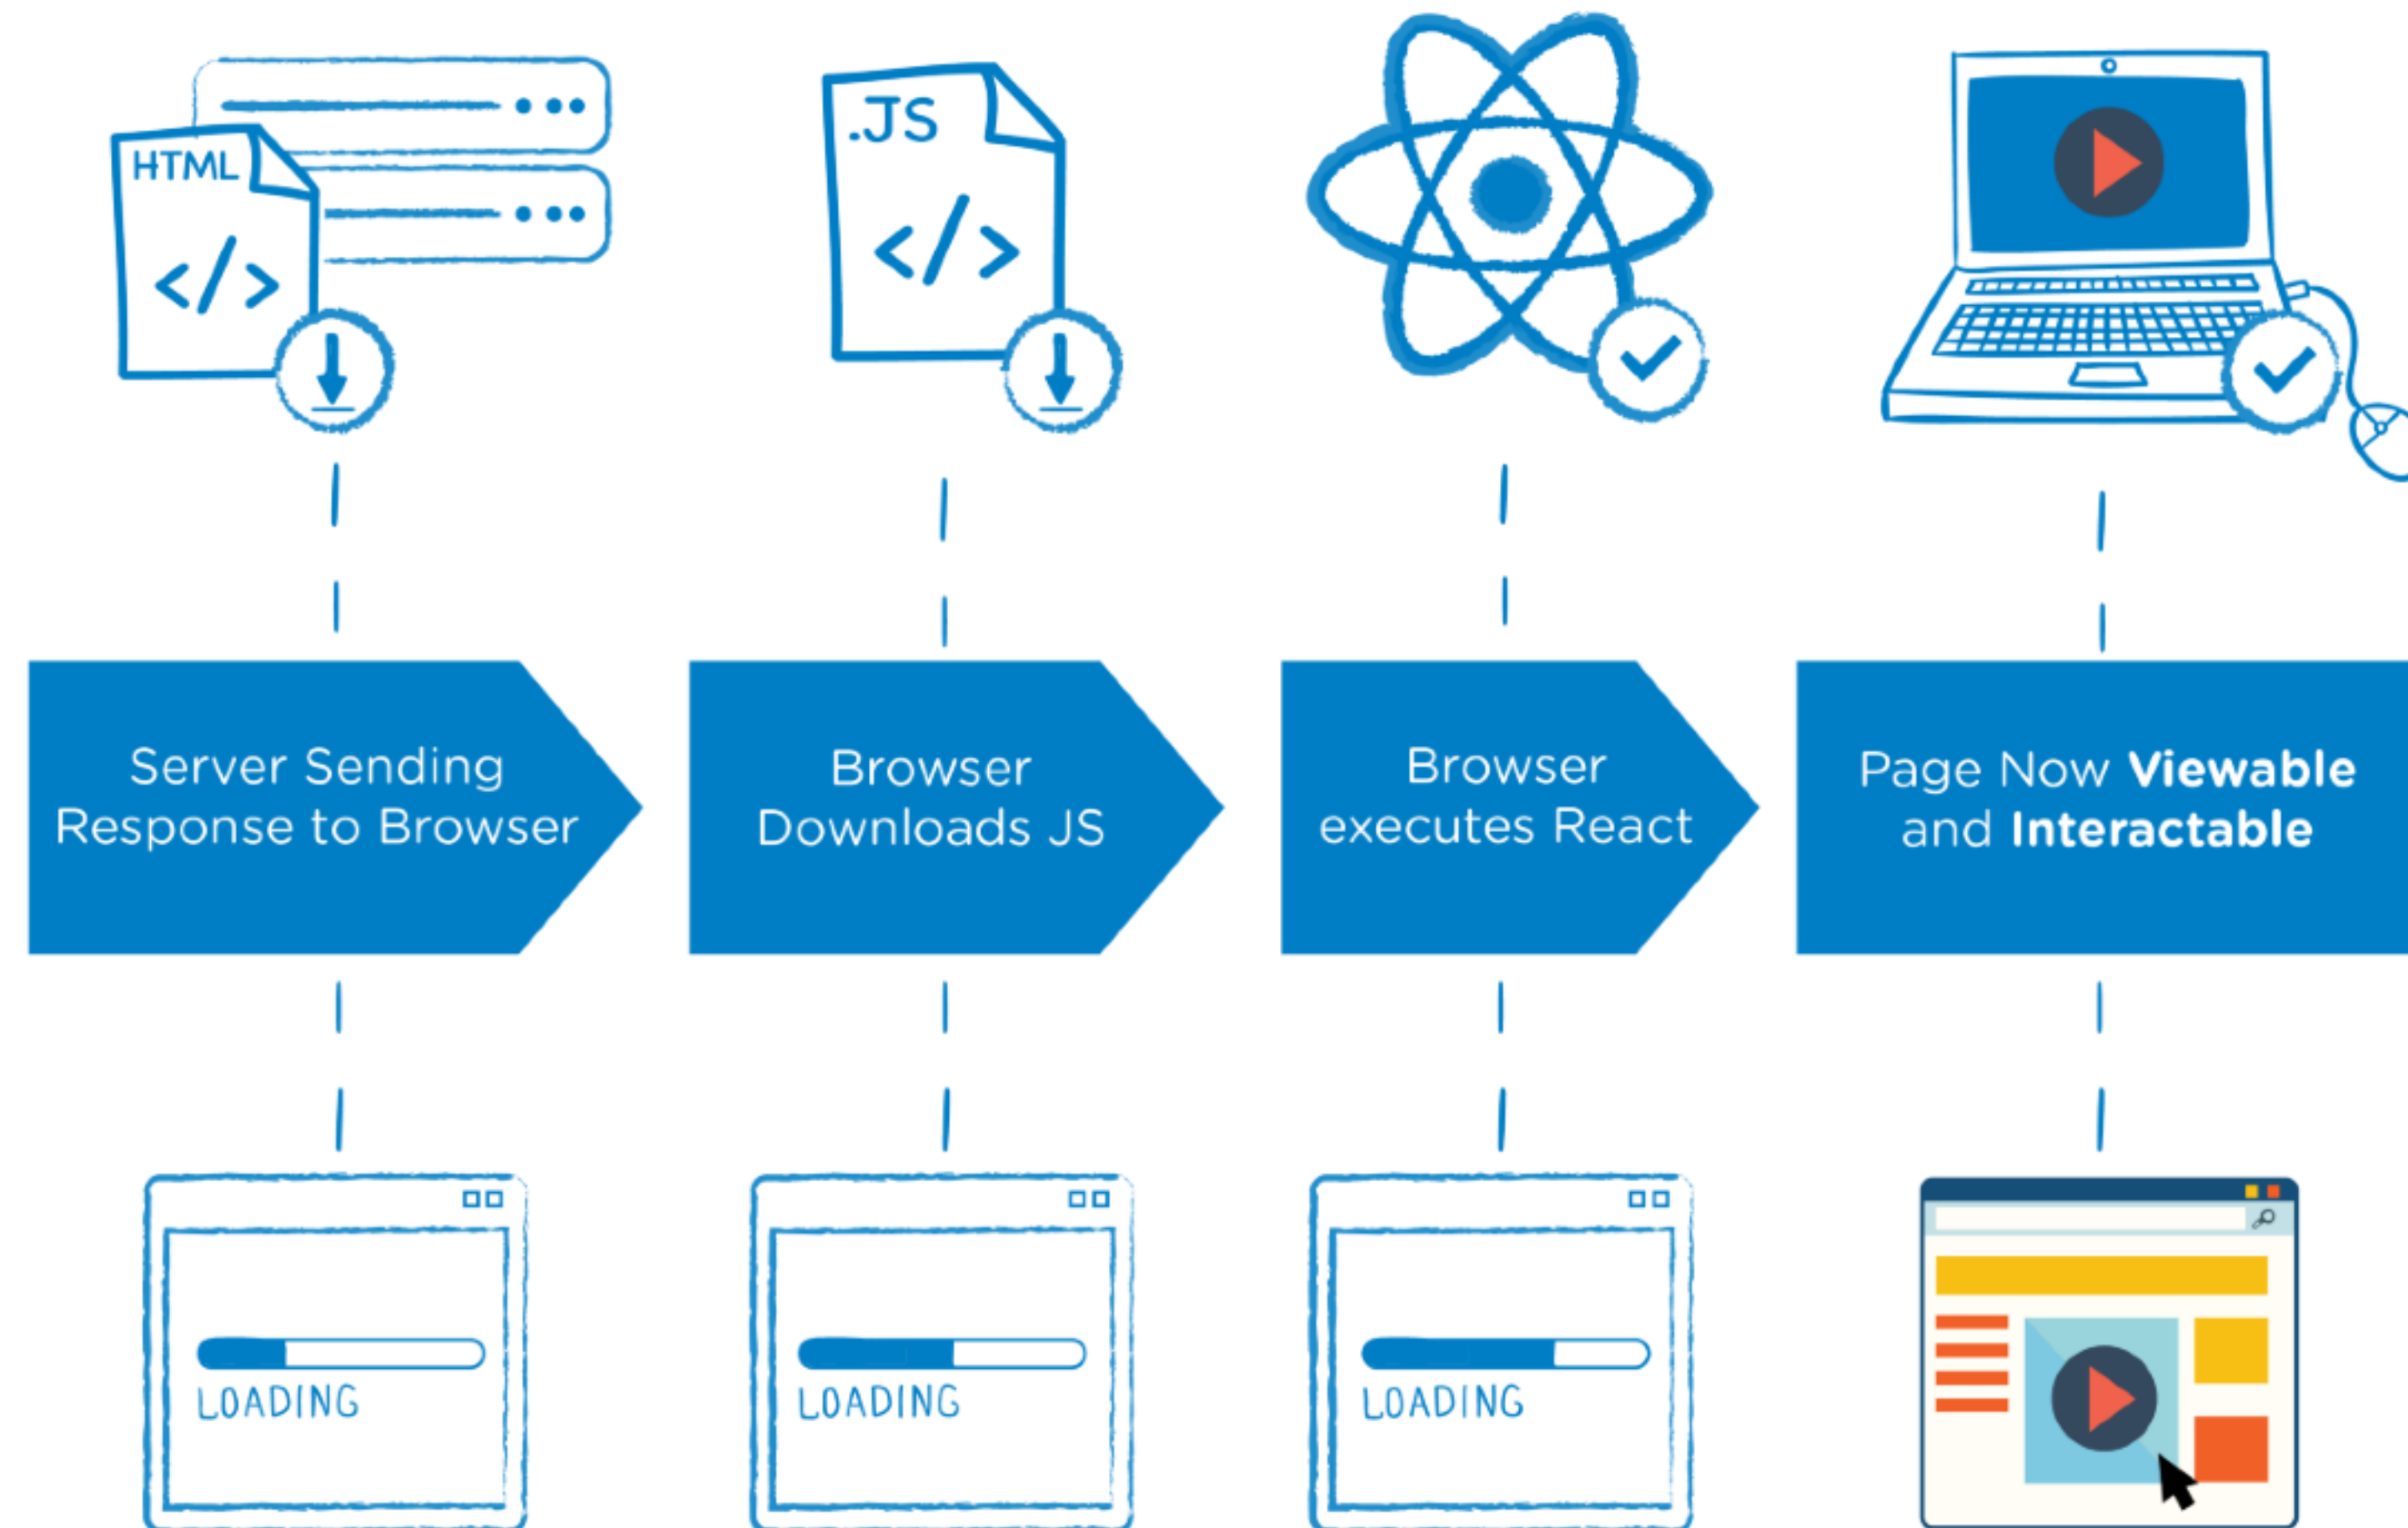 HTML
</>
.JS
</>
Server Sending
Response to Browser
Browser
Downloads JS
Browser
executes React
Page Now Viewable
and Interactable
LOADING
LOADING
LOADING